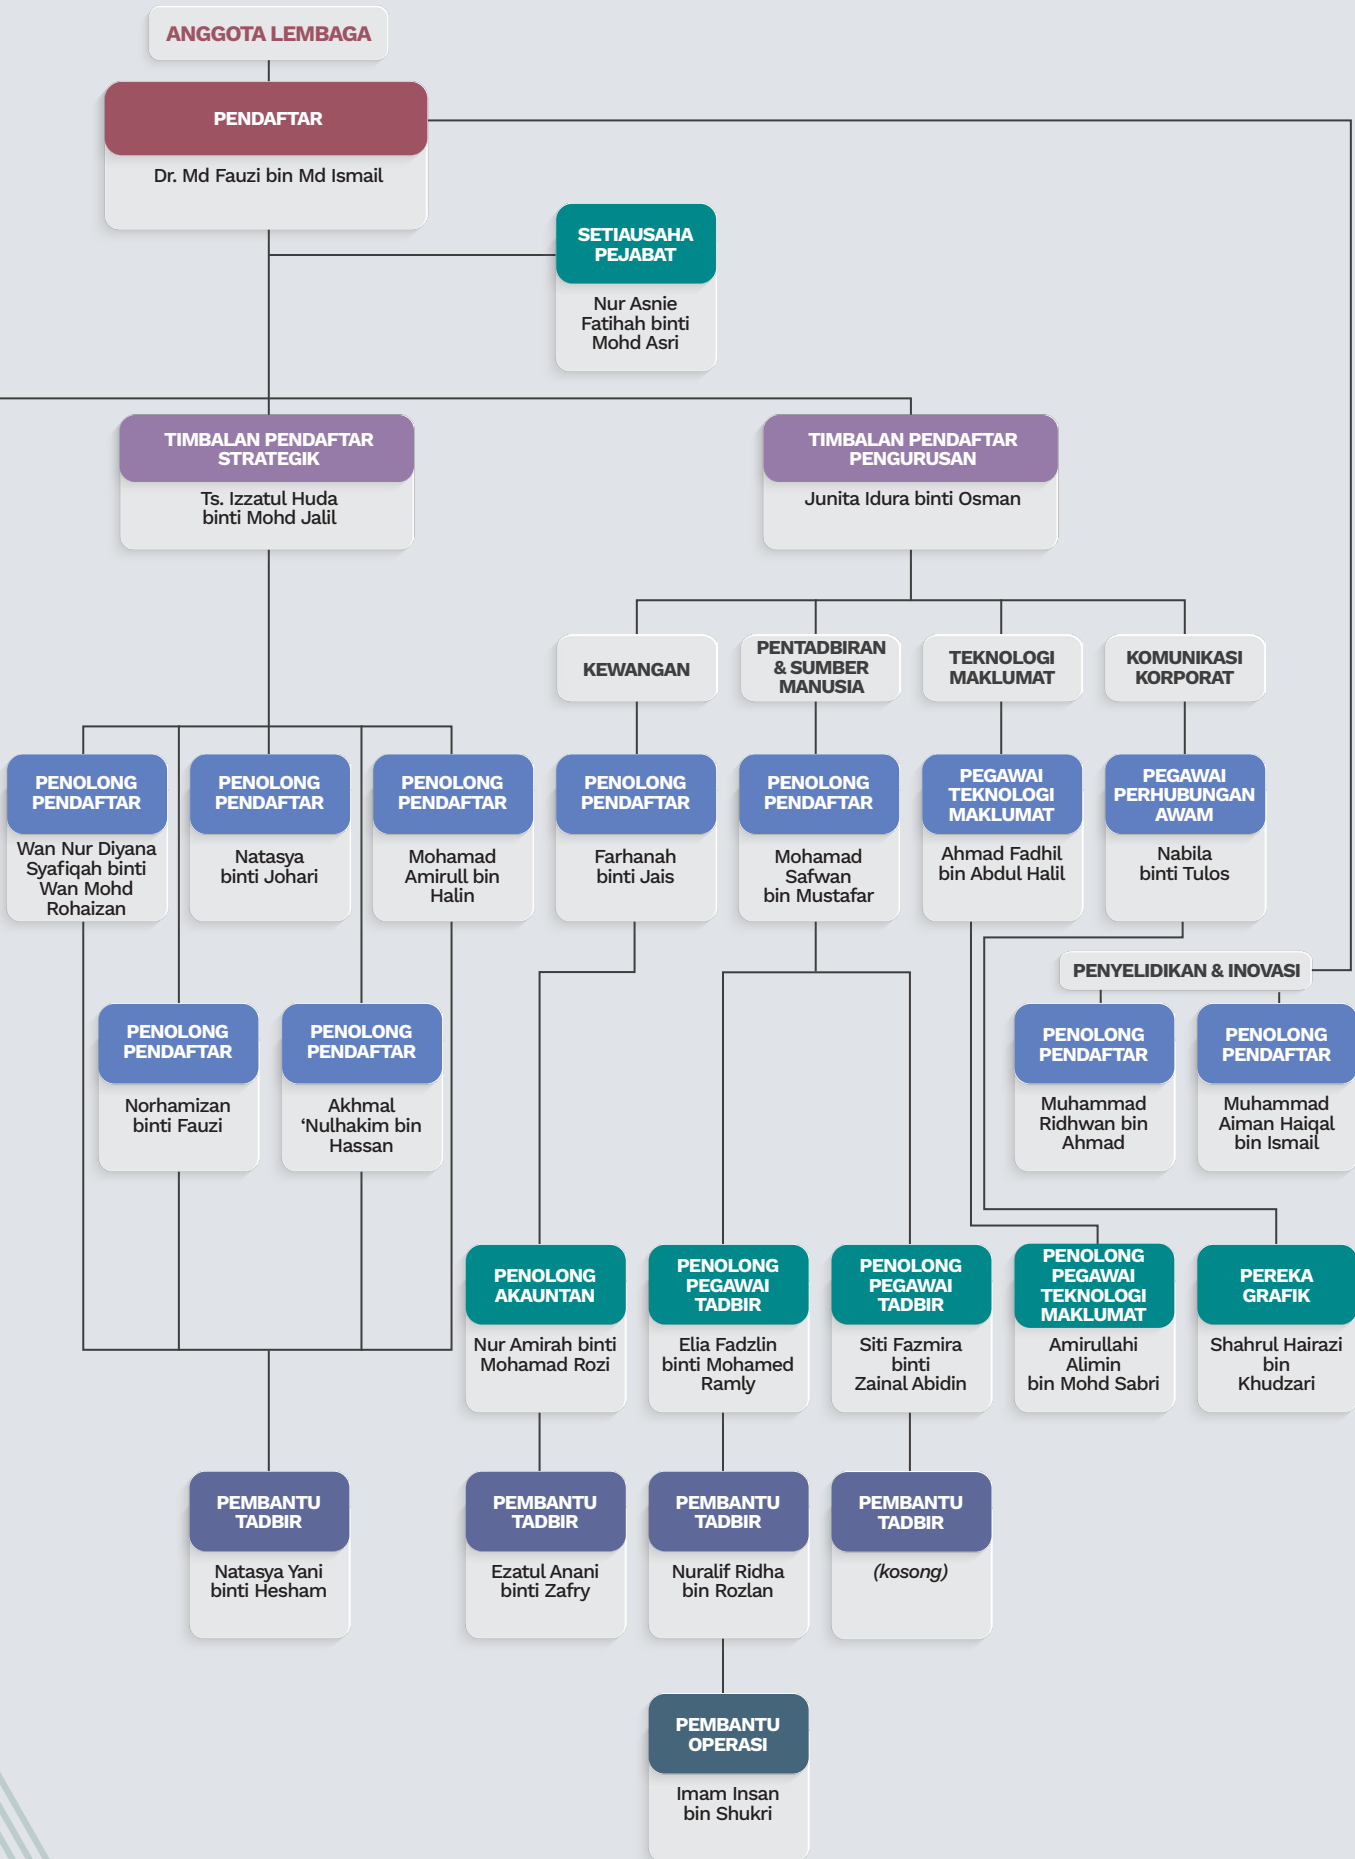 ANGGOTA LEMBAGA
PENDAFTAR
Dr. Md Fauzi bin Md Ismail
SETIAUSAHA
PEJABAT
Nur Asnie
Fatihah binti
Mohd Asri
TIMBALAN PENDAFTAR
STRATEGIK
Ts. Izzatul Huda
binti Mohd Jalil
TIMBALAN PENDAFTAR
PENGURUSAN
Junita Idura binti Osman
KEWANGAN
PENTADBIRAN
& SUMBER
MANUSIA
TEKNOLOGI
MAKLUMAT
KOMUNIKASI
KORPORAT
PENOLONG
PENDAFTAR
Wan Nur Diyana
Syafiqah binti
Wan Mohd
Rohaizan
PENOLONG
PENDAFTAR
Natasya
binti Johari
PENOLONG
PENDAFTAR
Mohamad
Amirull bin
Halin
PENOLONG
PENDAFTAR
Farhanah
binti Jais
PENOLONG
PENDAFTAR
Mohamad
Safwan
bin Mustafar
PEGAWAI
TEKNOLOGI
MAKLUMAT
Ahmad Fadhil
bin Abdul Halil
PEGAWAI
PERHUBUNGAN
AWAM
Nabila
binti Tulos
PENYELIDIKAN & INOVASI
PENOLONG
PENDAFTAR
Norhamizan
binti Fauzi
PENOLONG
PENDAFTAR
Akhmal
‘Nulhakim bin
Hassan
PENOLONG
PENDAFTAR
Muhammad
Ridhwan bin
Ahmad
PENOLONG
PENDAFTAR
Muhammad
Aiman Haiqal
bin Ismail
PENOLONG
AKAUNTAN
Nur Amirah binti
Mohamad Rozi
PENOLONG
PEGAWAI
TADBIR
Elia Fadzlin
binti Mohamed
Ramly
PENOLONG
PEGAWAI
TADBIR
Siti Fazmira
binti
Zainal Abidin
PENOLONG
PEGAWAI
TEKNOLOGI
MAKLUMAT
Amirullahi
Alimin
bin Mohd Sabri
PEREKA
GRAFIK
Shahrul Hairazi
bin
Khudzari
PEMBANTU
TADBIR
Natasya Yani
binti Hesham
PEMBANTU
TADBIR
Ezatul Anani
binti Zafry
PEMBANTU
TADBIR
Nuralif Ridha
bin Rozlan
PEMBANTU
TADBIR
(kosong)
PEMBANTU
OPERASI
Imam Insan
bin Shukri